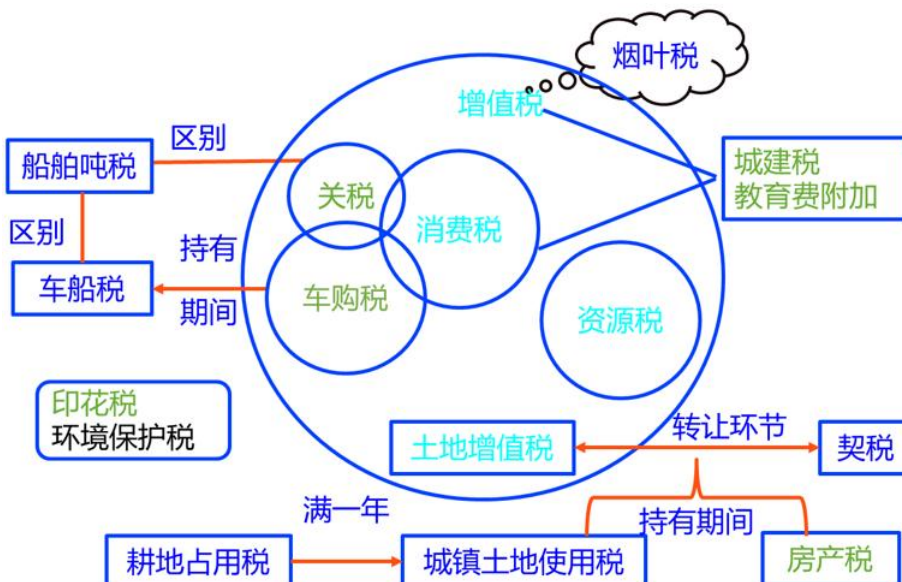 烟叶税
增值税
区别
船舶吨税
关税
消费税
城建税
教育费附加
区别
持有
期间
车船税
车购税
资源税
印花税
环境保护税
土地增值税
转让环节
契税
满一年
持有期间
耕地占用税
城镇土地使用税
房产税